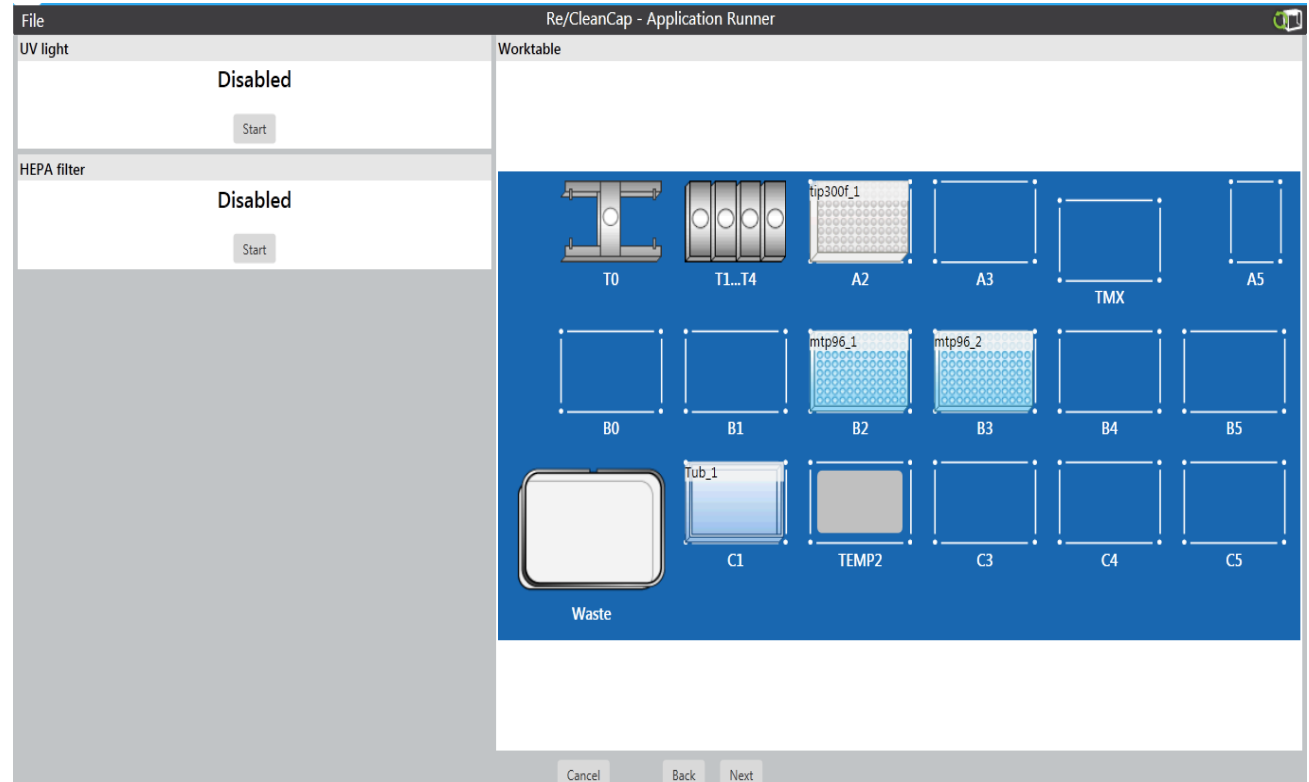 File
Re/CleanCap - Application Runner
UV light
Disabled
Start
HEPA filter
Disabled
Start
Worktable
tip300f_1
T0
T1...T4
A2
A3
TMX
A5
mtp96_1
mtp96_2
B0
B1
B2
B3
B4
B5
Tub_1
C1
TEMP2
C3
C4
C5
Waste
Cancel
Back
Next